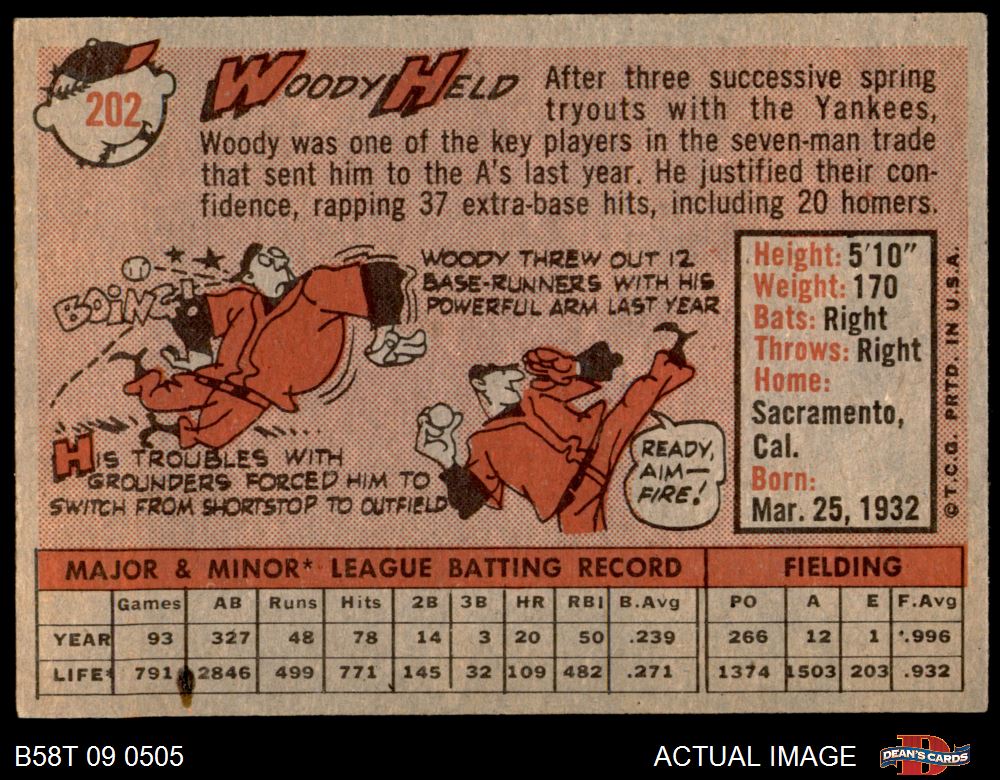 202
WOODY HELD
After three successive spring
tryouts with the Yankees,
Woody was one of the key players in the seven-man trade
that sent him to the A's last year. He justified their con-
fidence, rapping 37 extra-base hits, including 20 homers.
BOING!
WOODY THREW OUT 12
BASE-RUNNERS WITH HIS
POWERFUL ARM LAST YEAR
HIS TROUBLES WITH
GROUNDERS FORCED HIM TO
SWITCH FROM SHORTSTOP TO OUTFIELD
READY,
AIM—
FIRE!
Height: 5'10"
Weight: 170
Bats: Right
Throws: Right
Home:
Sacramento,
Cal.
Born:
Mar. 25, 1932
© T.C.G. PRTD. IN U.S.A.
MAJOR & MINOR* LEAGUE BATTING RECORD FIELDING
Games AB Runs Hits 2B 3B HR RBI B.Avg PO A E F.Avg
YEAR 93 327 48 78 14 3 20 50 .239 266 12 1 .996
LIFE* 791 2846 499 771 145 32 109 482 .271 1374 1503 203 .932
B58T 09 0505
ACTUAL IMAGE
DEAN'S CARDS